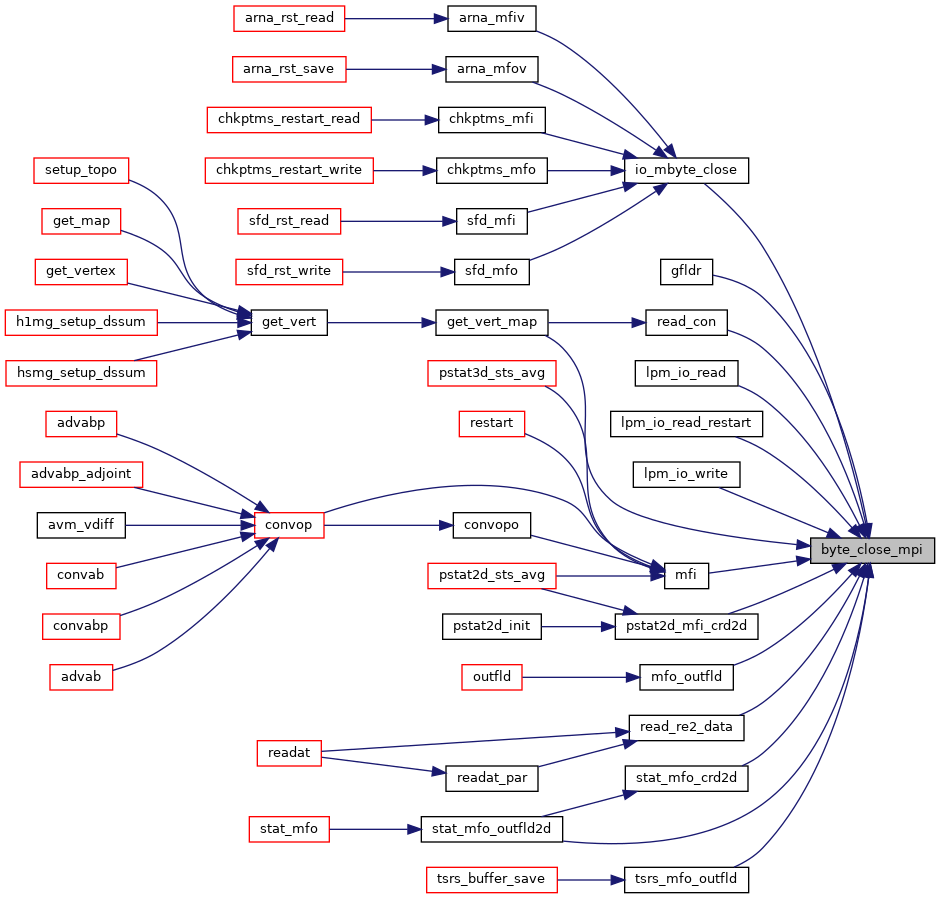 arna_rst_read
arna_mfiv
arna_rst_save
arna_mfov
chkptms_restart_read
chkptms_mfi
setup_topo
chkptms_restart_write
chkptms_mfo
io_mbyte_close
get_map
sfd_rst_read
sfd_mfi
get_vertex
sfd_rst_write
sfd_mfo
gfldr
h1mg_setup_dssum
get_vert
get_vert_map
read_con
hsmg_setup_dssum
pstat3d_sts_avg
lpm_io_read
advabp
restart
lpm_io_read_restart
advabp_adjoint
lpm_io_write
avm_vdiff
convop
convopo
byte_close_mpi
convab
pstat2d_sts_avg
mfi
convabp
pstat2d_init
pstat2d_mfi_crd2d
advab
outfld
mfo_outfld
read_re2_data
readat
readat_par
stat_mfo_crd2d
stat_mfo
stat_mfo_outfld2d
tsrs_buffer_save
tsrs_mfo_outfld